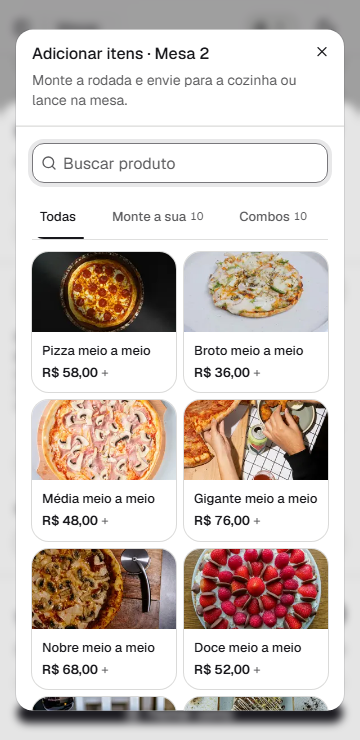 Adicionar itens · Mesa 2
Monte a rodada e envie para a cozinha ou
lance na mesa.
Buscar produto
Todas
Monte a sua 10
Combos 10
Pizza meio a meio
R$ 58,00 +
Broto meio a meio
R$ 36,00 +
Média meio a meio
R$ 48,00 +
Gigante meio a meio
R$ 76,00 +
Nobre meio a meio
R$ 68,00 +
Doce meio a meio
R$ 52,00 +